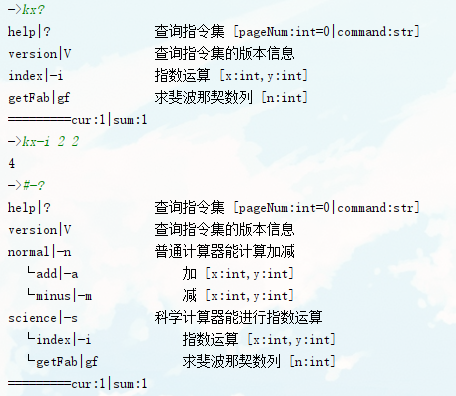 ->kx?
help|? 查询指令集 [pageNum:int=0|command:str]
version|V 查询指令集的版本信息
index|-i 指数运算 [x:int,y:int]
getFab|gf 求斐波那契数列 [n:int]
=========cur:1|sum:1
->kx-i 2 2
4
->#-?
help|? 查询指令集 [pageNum:int=0|command:str]
version|V 查询指令集的版本信息
normal|-n 普通计算器能计算加减
└add|-a 加 [x:int,y:int]
└minus|-m 减 [x:int,y:int]
science|-s 科学计算器能进行指数运算
└index|-i 指数运算 [x:int,y:int]
└getFab|gf 求斐波那契数列 [n:int]
=========cur:1|sum:1